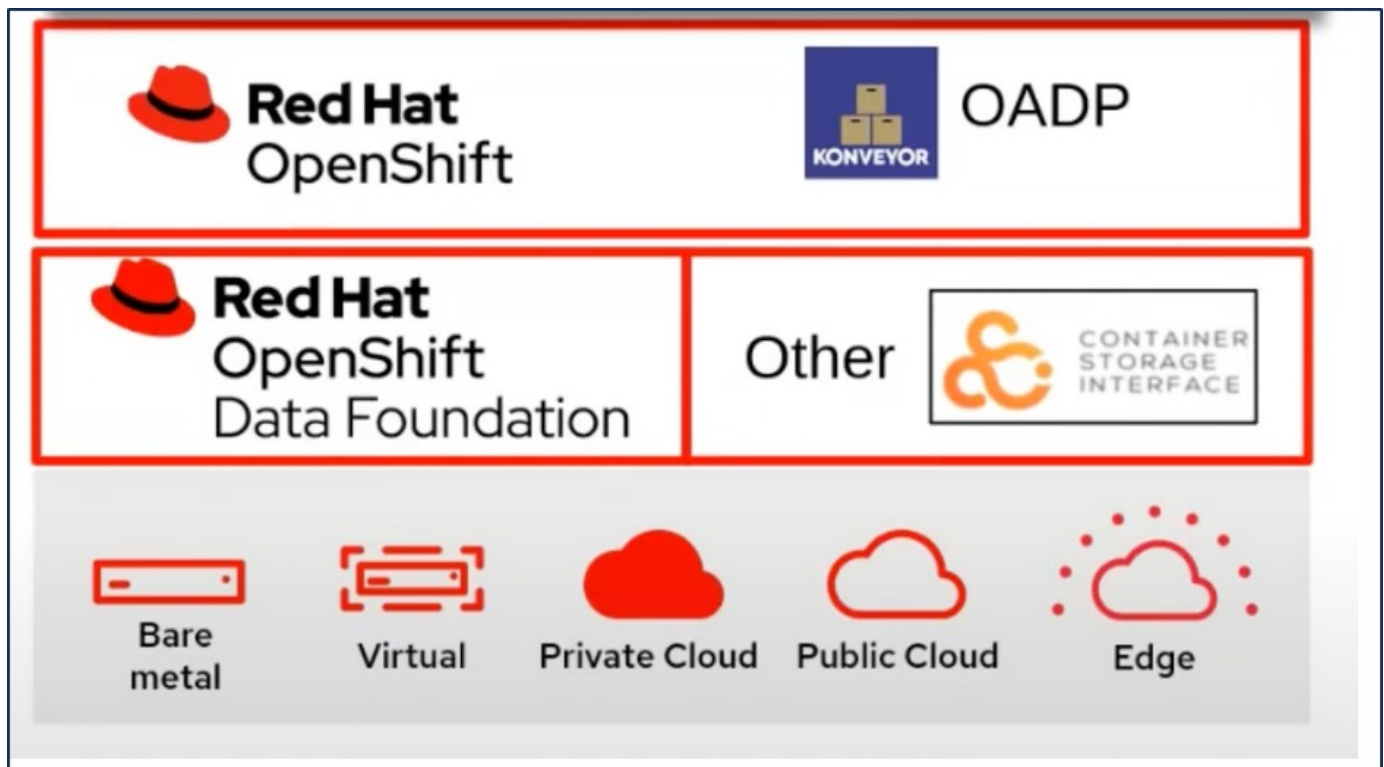 Red Hat
OpenShift
KONVEYOR
OADP
Red Hat
OpenShift
Data Foundation
Other
CONTAINER
STORAGE
INTERFACE
Bare
metal
Virtual
Private Cloud
Public Cloud
Edge